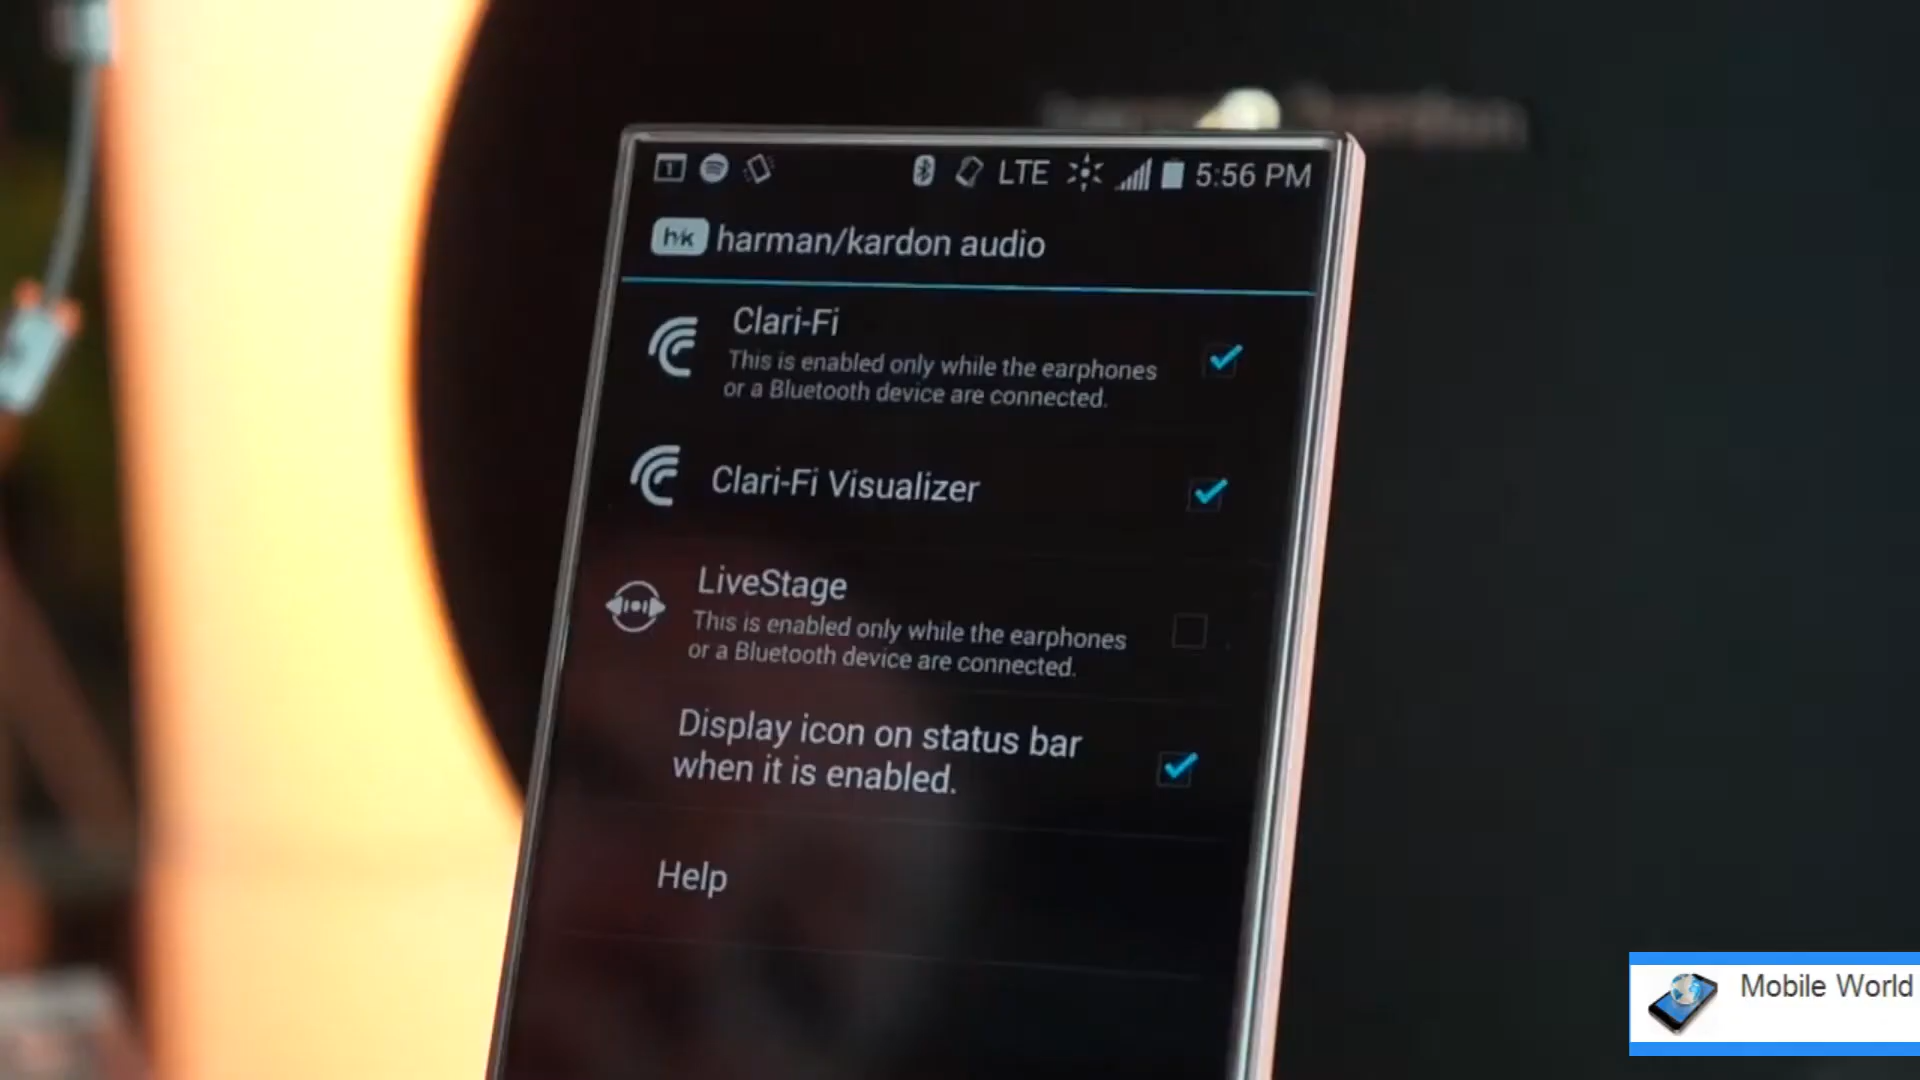 1 LTE 5:56 PM
h/k harman/kardon audio
Clari-Fi
This is enabled only while the earphones
or a Bluetooth device are connected.
Clari-Fi Visualizer
LiveStage
This is enabled only while the earphones
or a Bluetooth device are connected.
Display icon on status bar
when it is enabled.
Help
Mobile World